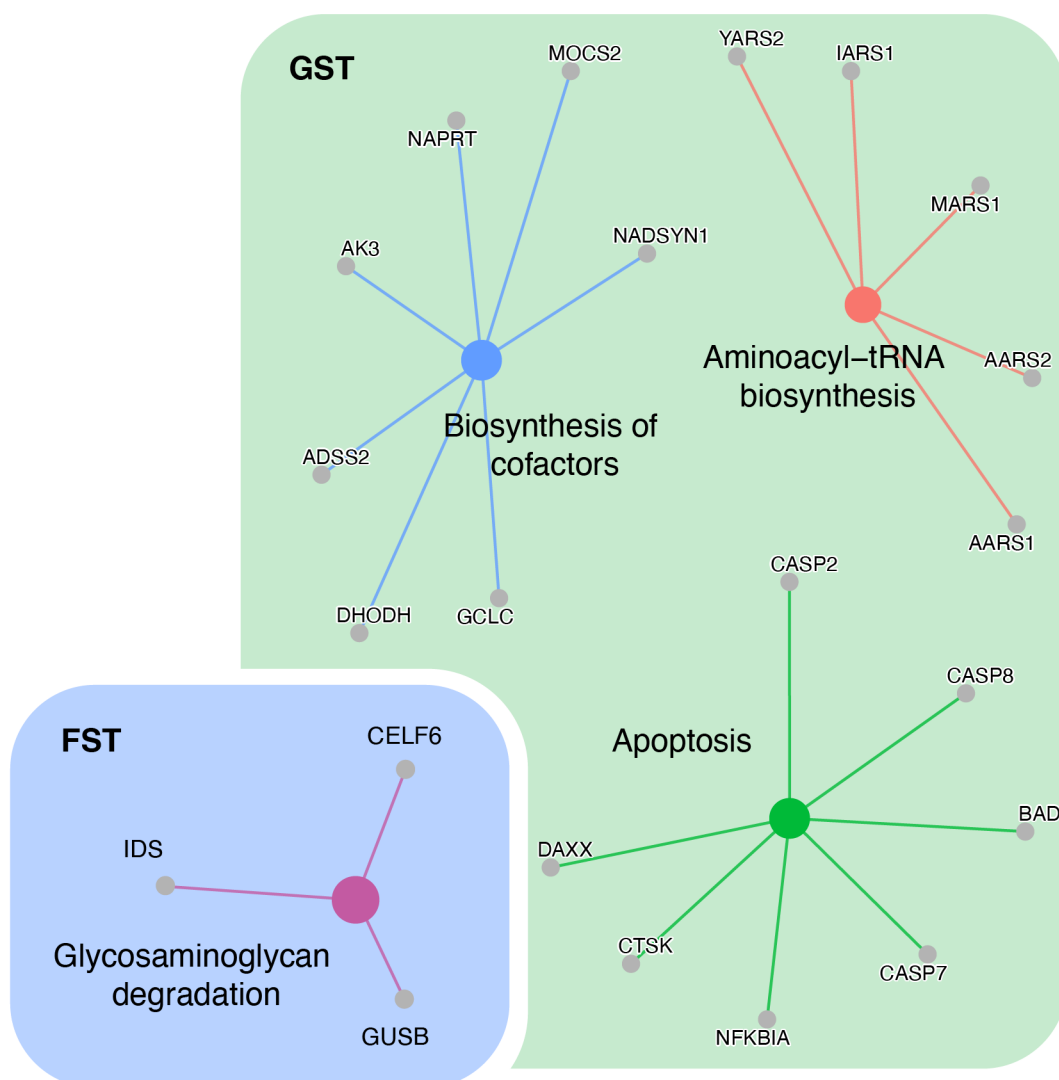 GST
MOCS2
YARS2
IARS1
NAPRT
MARS1
NADSYN1
AK3
Aminoacyl–tRNA
biosynthesis
AARS2
Biosynthesis of
cofactors
ADSS2
AARS1
CASP2
DHODH
GCLC
CASP8
FST
CELF6
Apoptosis
BAD
IDS
DAXX
Glycosaminoglycan
degradation
CTSK
CASP7
GUSB
NFKBIA